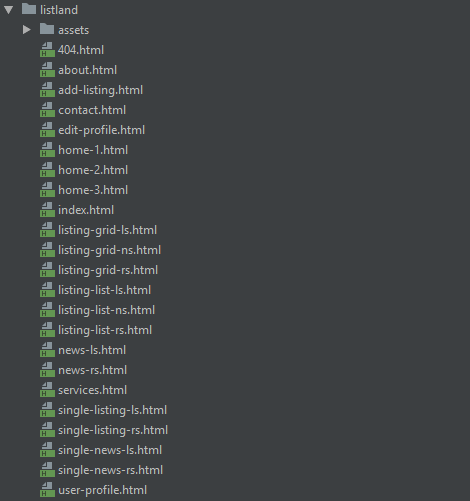 listland
assets
404.html
about.html
add-listing.html
contact.html
edit-profile.html
home-1.html
home-2.html
home-3.html
index.html
listing-grid-ls.html
listing-grid-ns.html
listing-grid-rs.html
listing-list-ls.html
listing-list-ns.html
listing-list-rs.html
news-ls.html
news-rs.html
services.html
single-listing-ls.html
single-listing-rs.html
single-news-ls.html
single-news-rs.html
user-profile.html